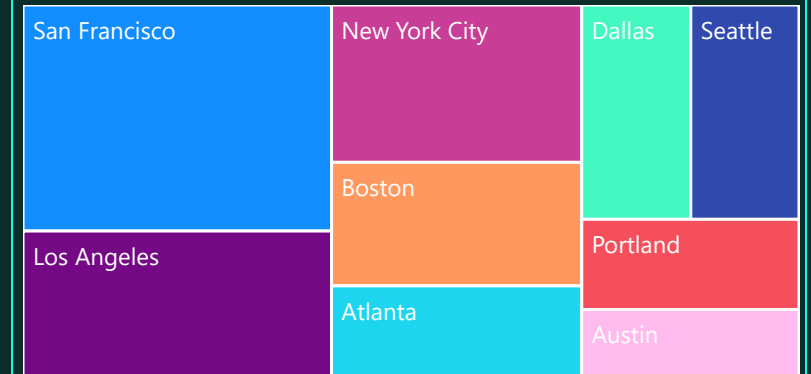 San Francisco
Los Angeles
New York City
Boston
Atlanta
Dallas
Seattle
Portland
Austin